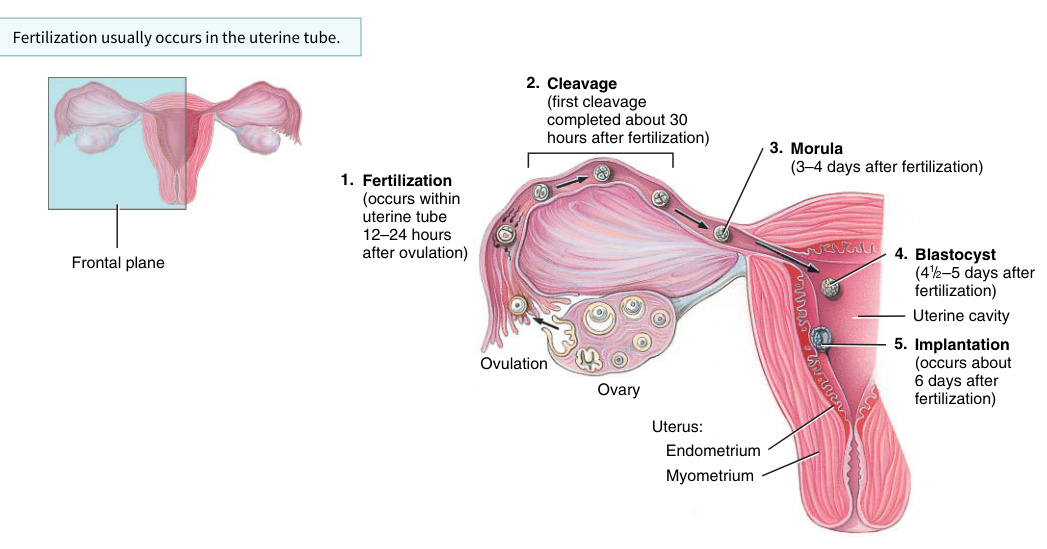 Fertilization usually occurs in the uterine tube.
Frontal plane
1. Fertilization
(occurs within
uterine tube
12–24 hours
after ovulation)
2. Cleavage
(first cleavage
completed about 30
hours after fertilization)
3. Morula
(3–4 days after fertilization)
4. Blastocyst
(4½–5 days after
fertilization)
Uterine cavity
5. Implantation
(occurs about
6 days after
fertilization)
Ovulation
Ovary
Uterus:
Endometrium
Myometrium